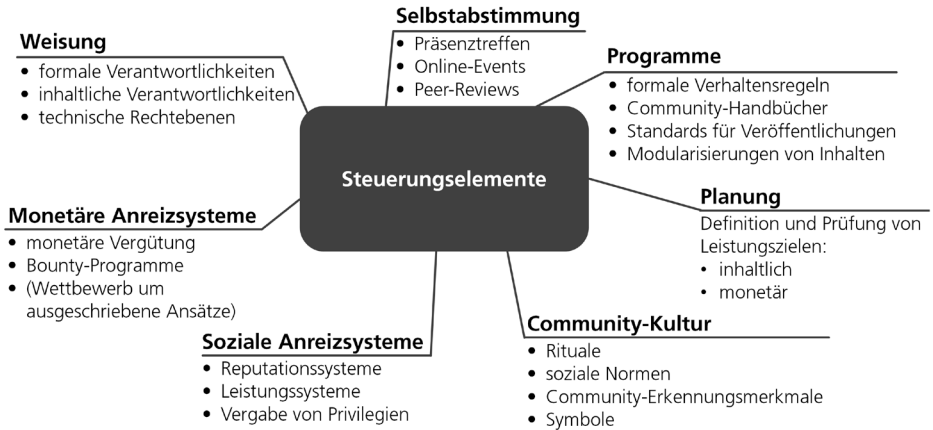 Selbstabstimmung
• Präsenztreffen
• Online-Events
• Peer-Reviews
Weisung
• formale Verantwortlichkeiten
• inhaltliche Verantwortlichkeiten
• technische Rechtebenen
Programme
• formale Verhaltensregeln
• Community-Handbücher
• Standards für Veröffentlichungen
• Modularisierungen von Inhalten
Steuerungselemente
Planung
Definition und Prüfung von
Leistungszielen:
• inhaltlich
• monetär
Monetäre Anreizsysteme
• monetäre Vergütung
• Bounty-Programme
• (Wettbewerb um
ausgeschriebene Ansätze)
Soziale Anreizsysteme
• Reputationssysteme
• Leistungssysteme
• Vergabe von Privilegien
Community-Kultur
• Rituale
• soziale Normen
• Community-Erkennungsmerkmale
• Symbole